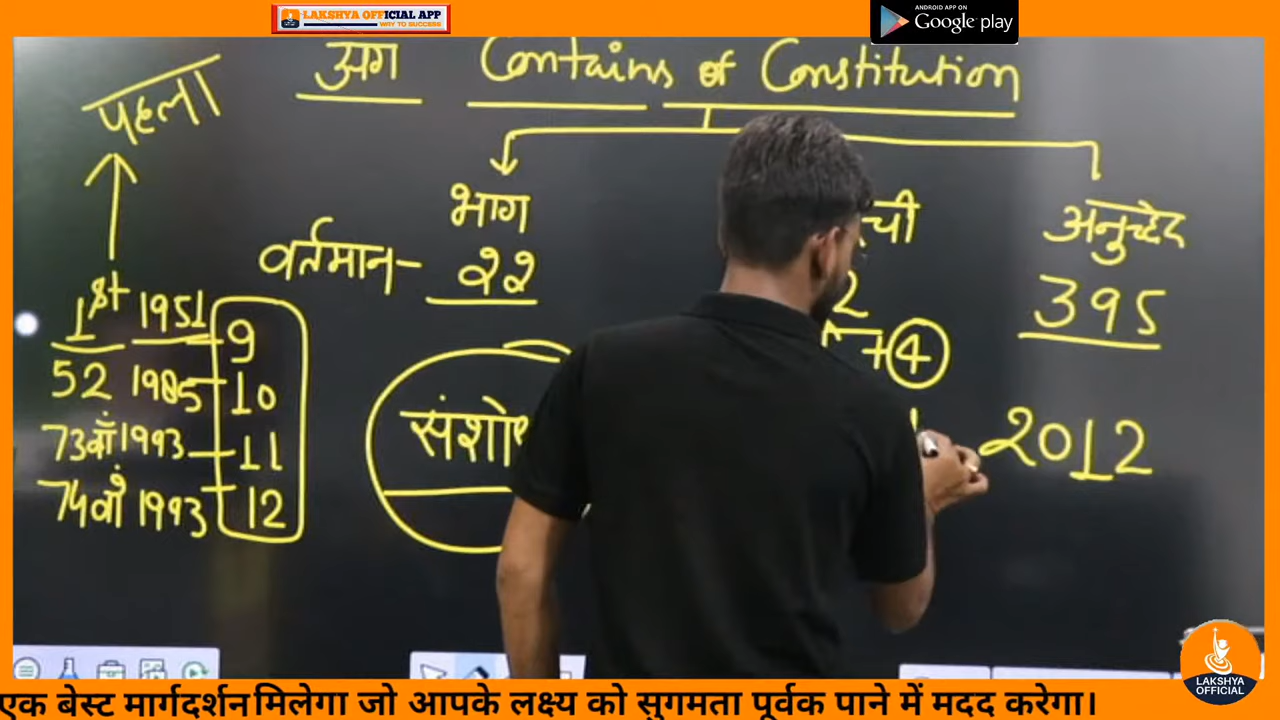 LAKSHYA OFFICIAL APP
WAY TO SUCCESS
ANDROID APP ON
Google play
पहला
अंग Contains of Constitution
भाग ची अनुच्छेद
वर्तमान- २२ 2 395
1st 1951 9
7 4
52 1985 10
संशो 2012
73वाँ 1993 11
74वाँ 1993 12
LAKSHYA
OFFICIAL
एक बेस्ट मार्गदर्शन मिलेगा जो आपके लक्ष्य को सुगमता पूर्वक पाने में मदद करेगा।